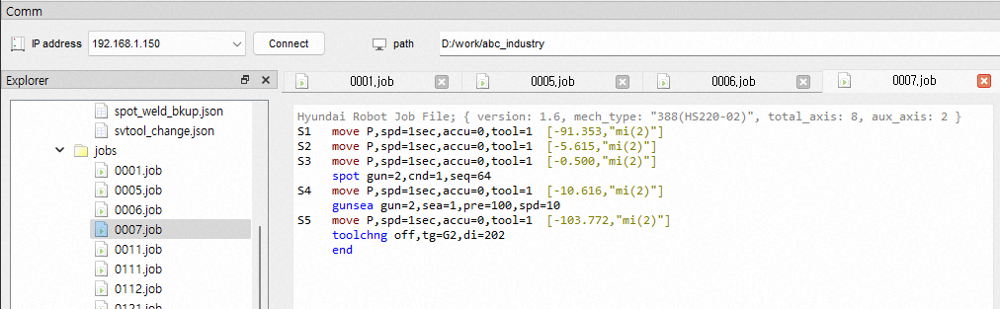 Comm
IP address 192.168.1.150 Connect path D:/work/abc_industry
Explorer
spot_weld_bkup.json
svtool_change.json
jobs
0001.job
0005.job
0006.job
0007.job
0011.job
0111.job
0112.job
0121.job
0001.job 0005.job 0006.job 0007.job
Hyundai Robot Job File; { version: 1.6, mech_type: "388(HS220-02)", total_axis: 8, aux_axis: 2 }
S1 move P,spd=1sec,accu=0,tool=1 [-91.353,"mi(2)"]
S2 move P,spd=1sec,accu=0,tool=1 [-5.615,"mi(2)"]
S3 move P,spd=1sec,accu=0,tool=1 [-0.500,"mi(2)"]
spot gun=2,cnd=1,seq=64
S4 move P,spd=1sec,accu=0,tool=1 [-10.616,"mi(2)"]
gunsea gun=2,sea=1,pre=100,spd=10
S5 move P,spd=1sec,accu=0,tool=1 [-103.772,"mi(2)"]
toolchng off,tg=G2,di=202
end